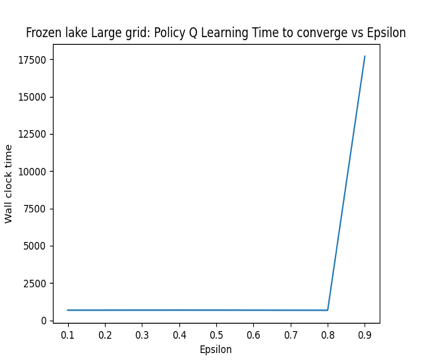 Frozen lake Large grid: Policy Q Learning Time to converge vs Epsilon
17500
15000
12500
10000
7500
5000
2500
0
Wall clock time
0.1 0.2 0.3 0.4 0.5 0.6 0.7 0.8 0.9
Epsilon